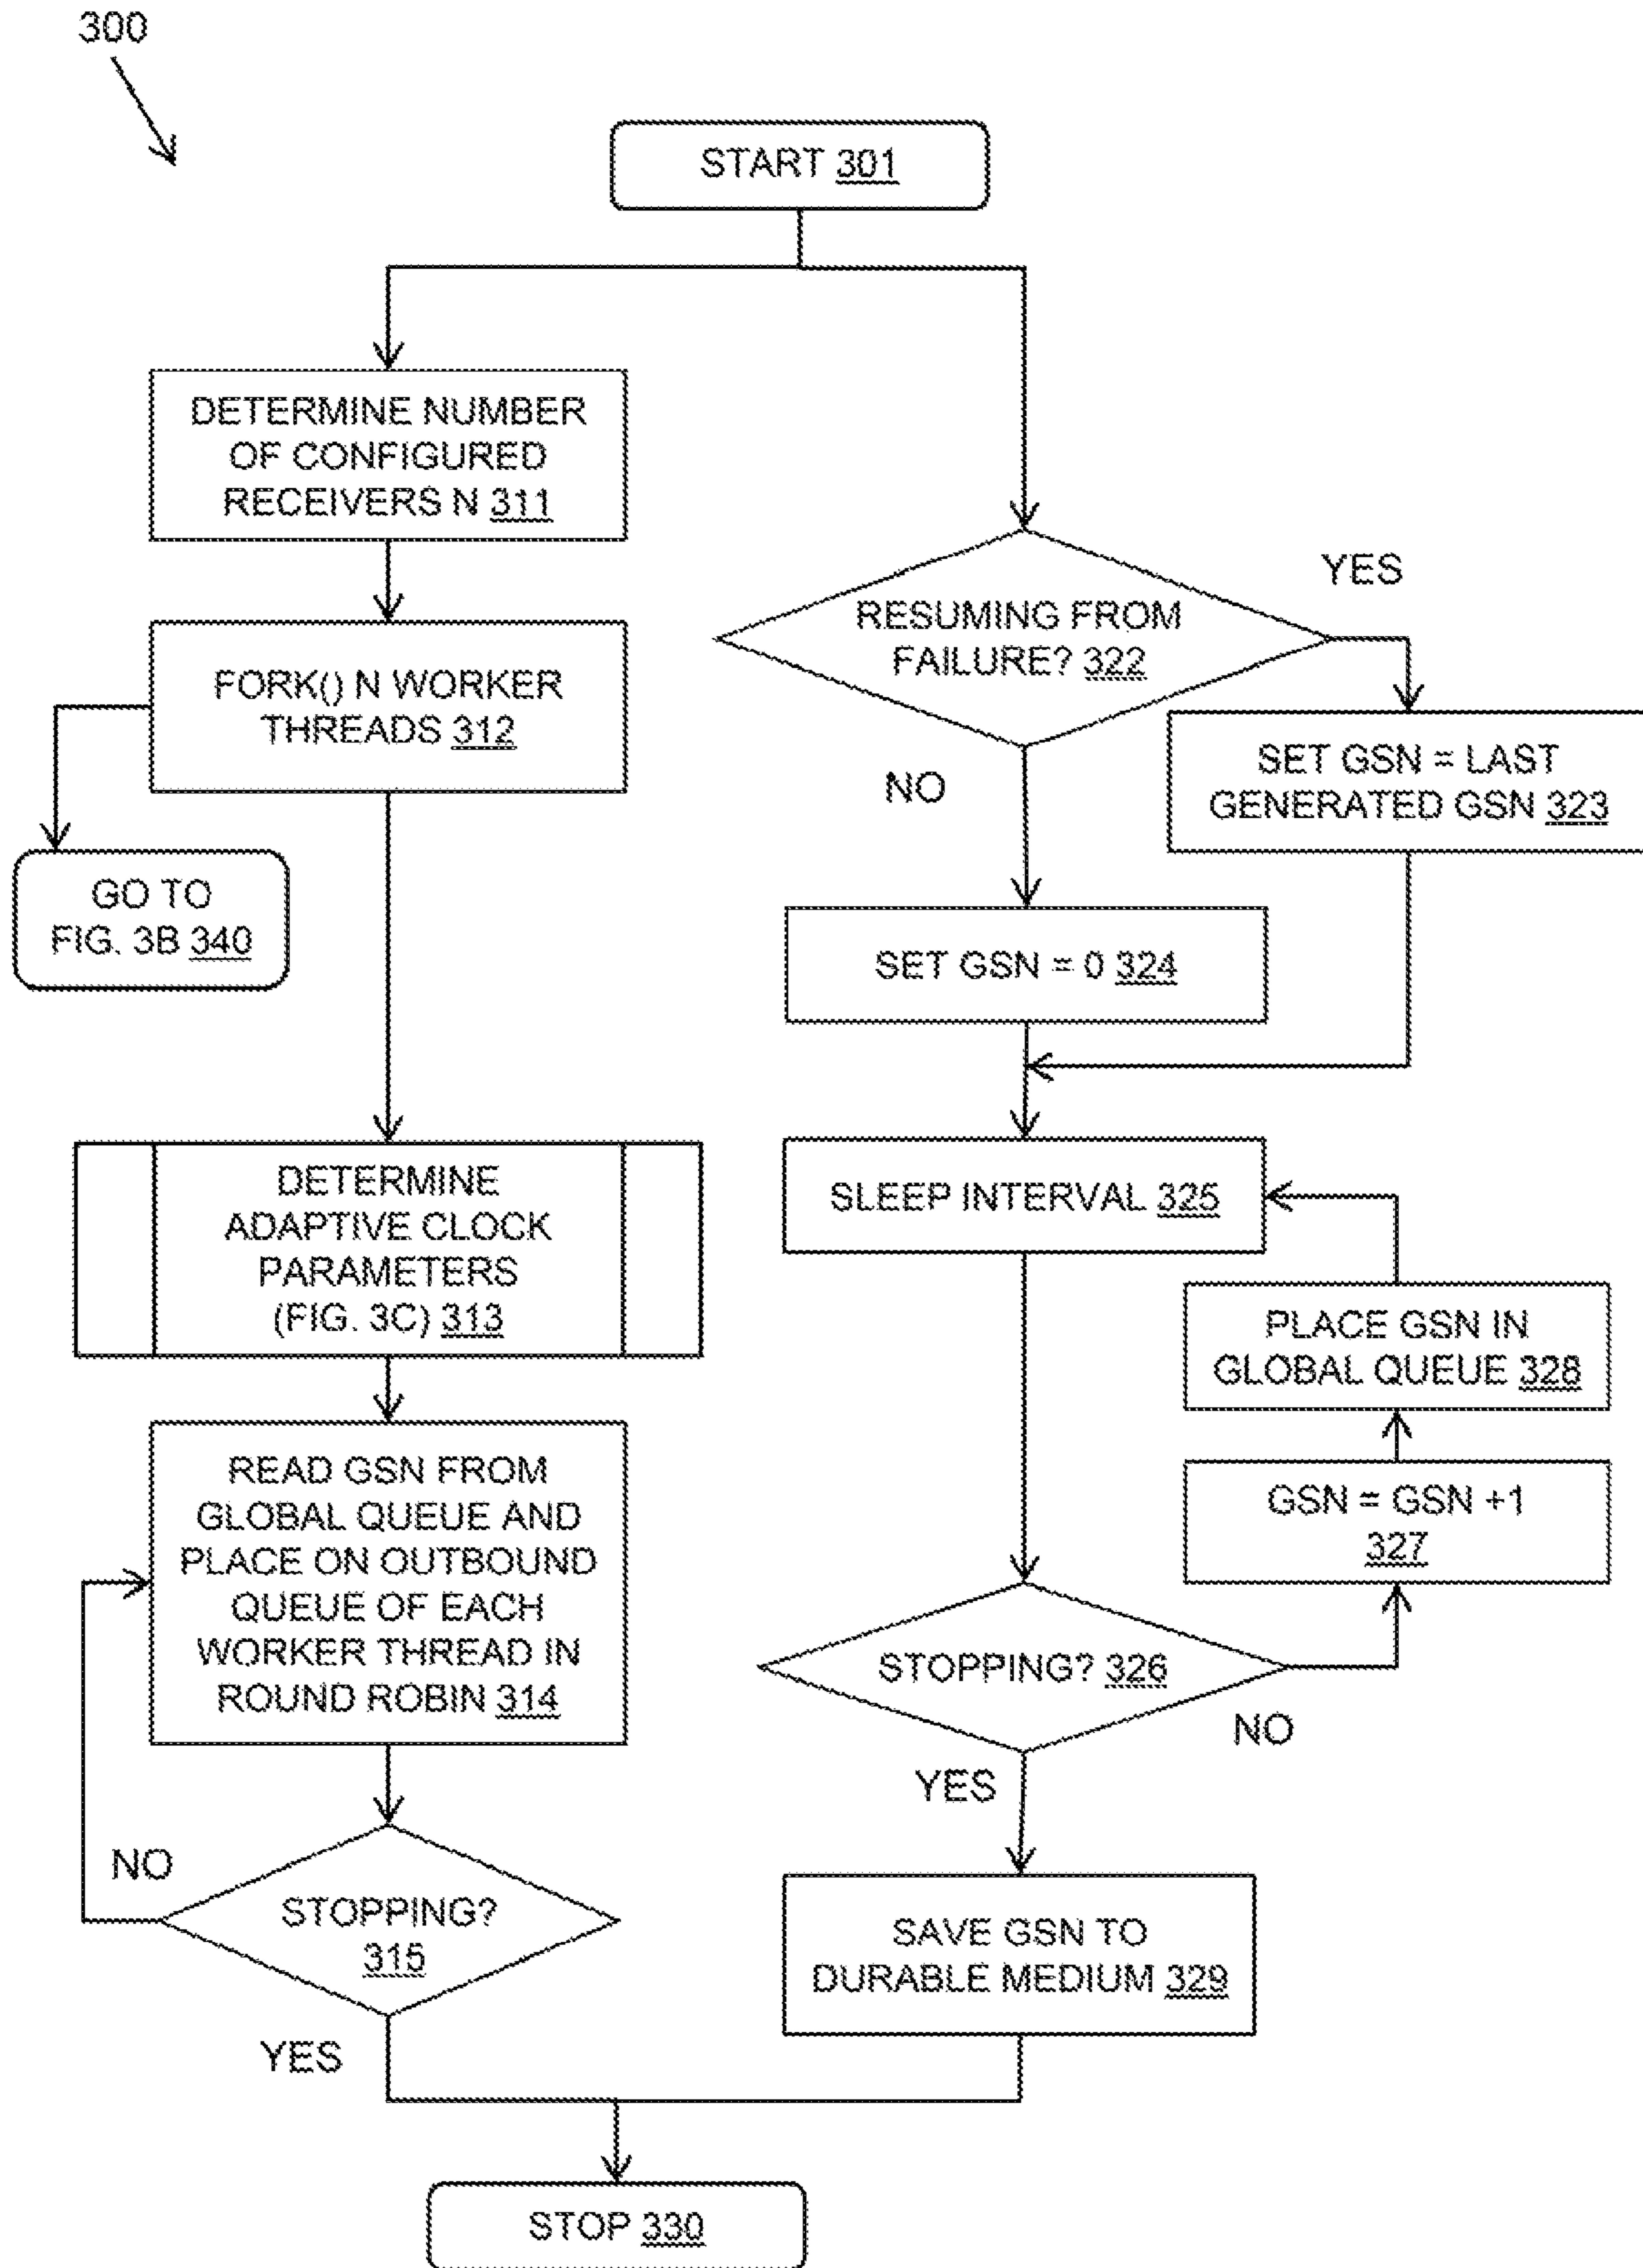 300
START 301
DETERMINE NUMBER
OF CONFIGURED
RECEIVERS N 311
FORK() N WORKER
THREADS 312
GO TO
FIG. 3B 340
DETERMINE
ADAPTIVE CLOCK
PARAMETERS
(FIG. 3C) 313
READ GSN FROM
GLOBAL QUEUE AND
PLACE ON OUTBOUND
QUEUE OF EACH
WORKER THREAD IN
ROUND ROBIN 314
NO
STOPPING?
315
YES
RESUMING FROM
FAILURE? 322
YES
NO
SET GSN = LAST
GENERATED GSN 323
SET GSN = 0 324
SLEEP INTERVAL 325
PLACE GSN IN
GLOBAL QUEUE 328
GSN = GSN +1
327
STOPPING? 326
NO
YES
SAVE GSN TO
DURABLE MEDIUM 329
STOP 330